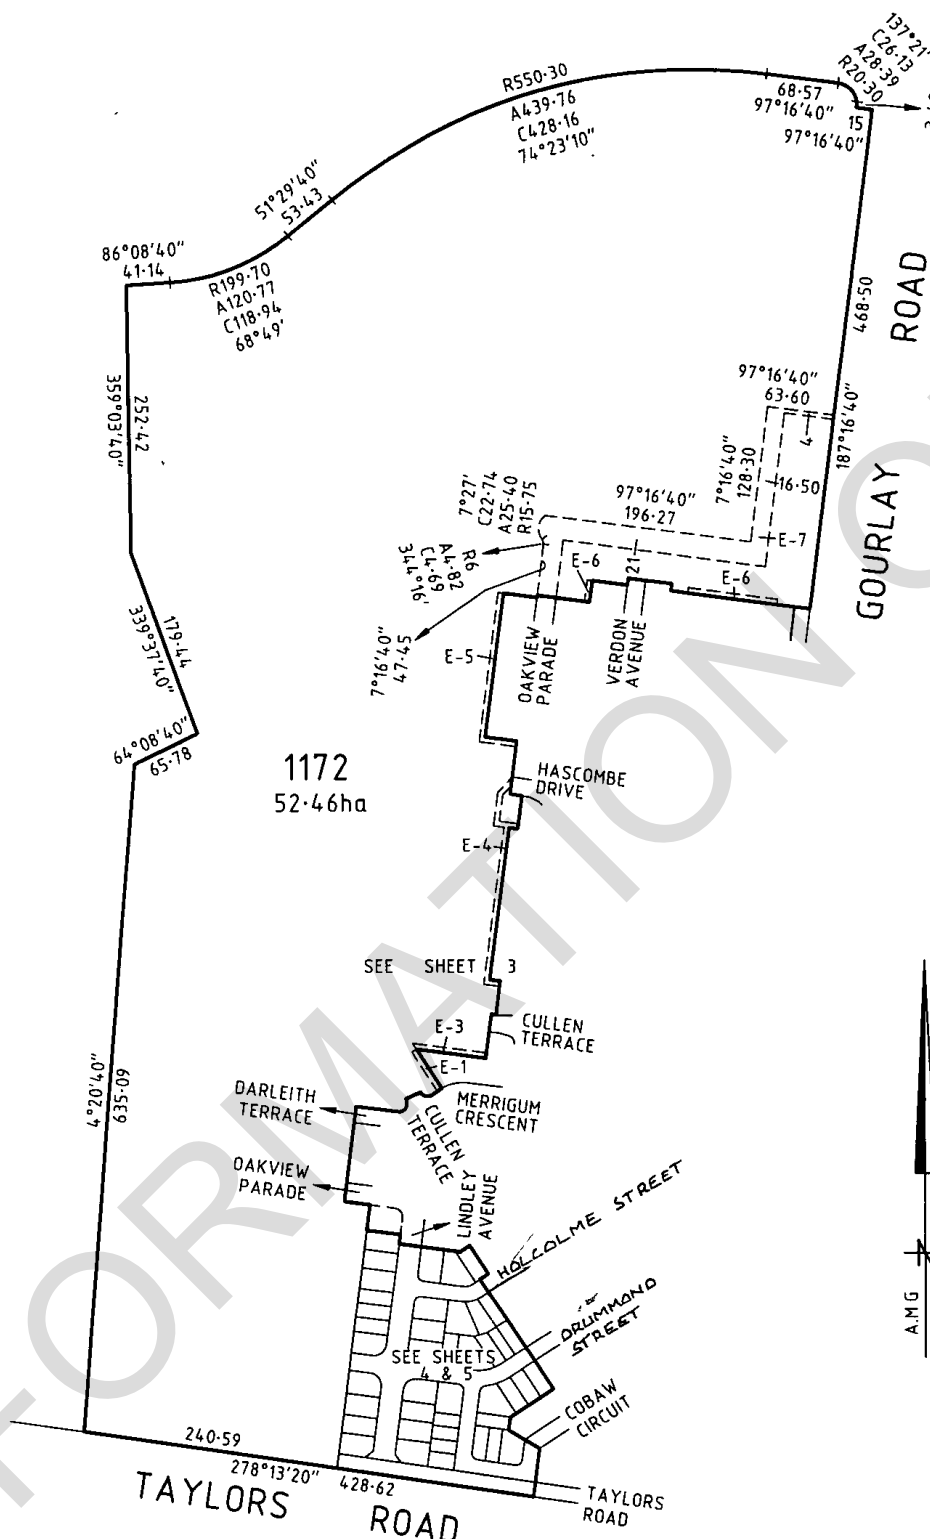 137°21'
C26·13
A28·39
R20·30
R550·30
A439·76
C428·16
74°23'10"
68·57
97°16'40"
15
97°16'40"
51°29'40"
53·43
86°08'40"
41·14
R199·70
A120·77
C118·94
68°49'
468·50
ROAD
252·42
359°03'40"
97°16'40"
63·60
4
187°16'40"
7°16'40"
128·30
16·50
7°27'
C22·74
A25·40
R15·75
97°16'40"
196·27
E-7
GOURLAY
R6
A4·82
C4·69
344°16'
E-6
21
E-6
179·44
339°37'40"
7°16'40"
47·45
E-5
OAKVIEW
PARADE
VERDON
AVENUE
64°08'40"
65·78
1172
52·46ha
HASCOMBE
DRIVE
E-4
SEE SHEET 3
E-3
CULLEN
TERRACE
E-1
4°20'40"
635·09
DARLEITH
TERRACE
MERRIGUM
CRESCENT
CULLEN
TERRACE
OAKVIEW
PARADE
LINDLEY
AVENUE
HOLCOLME STREET
DRUMMOND
STREET
SEE SHEETS
4 & 5
COBAW
CIRCUIT
A.M G
240·59
278°13'20"
428·62
TAYLORS
ROAD
TAYLORS
ROAD